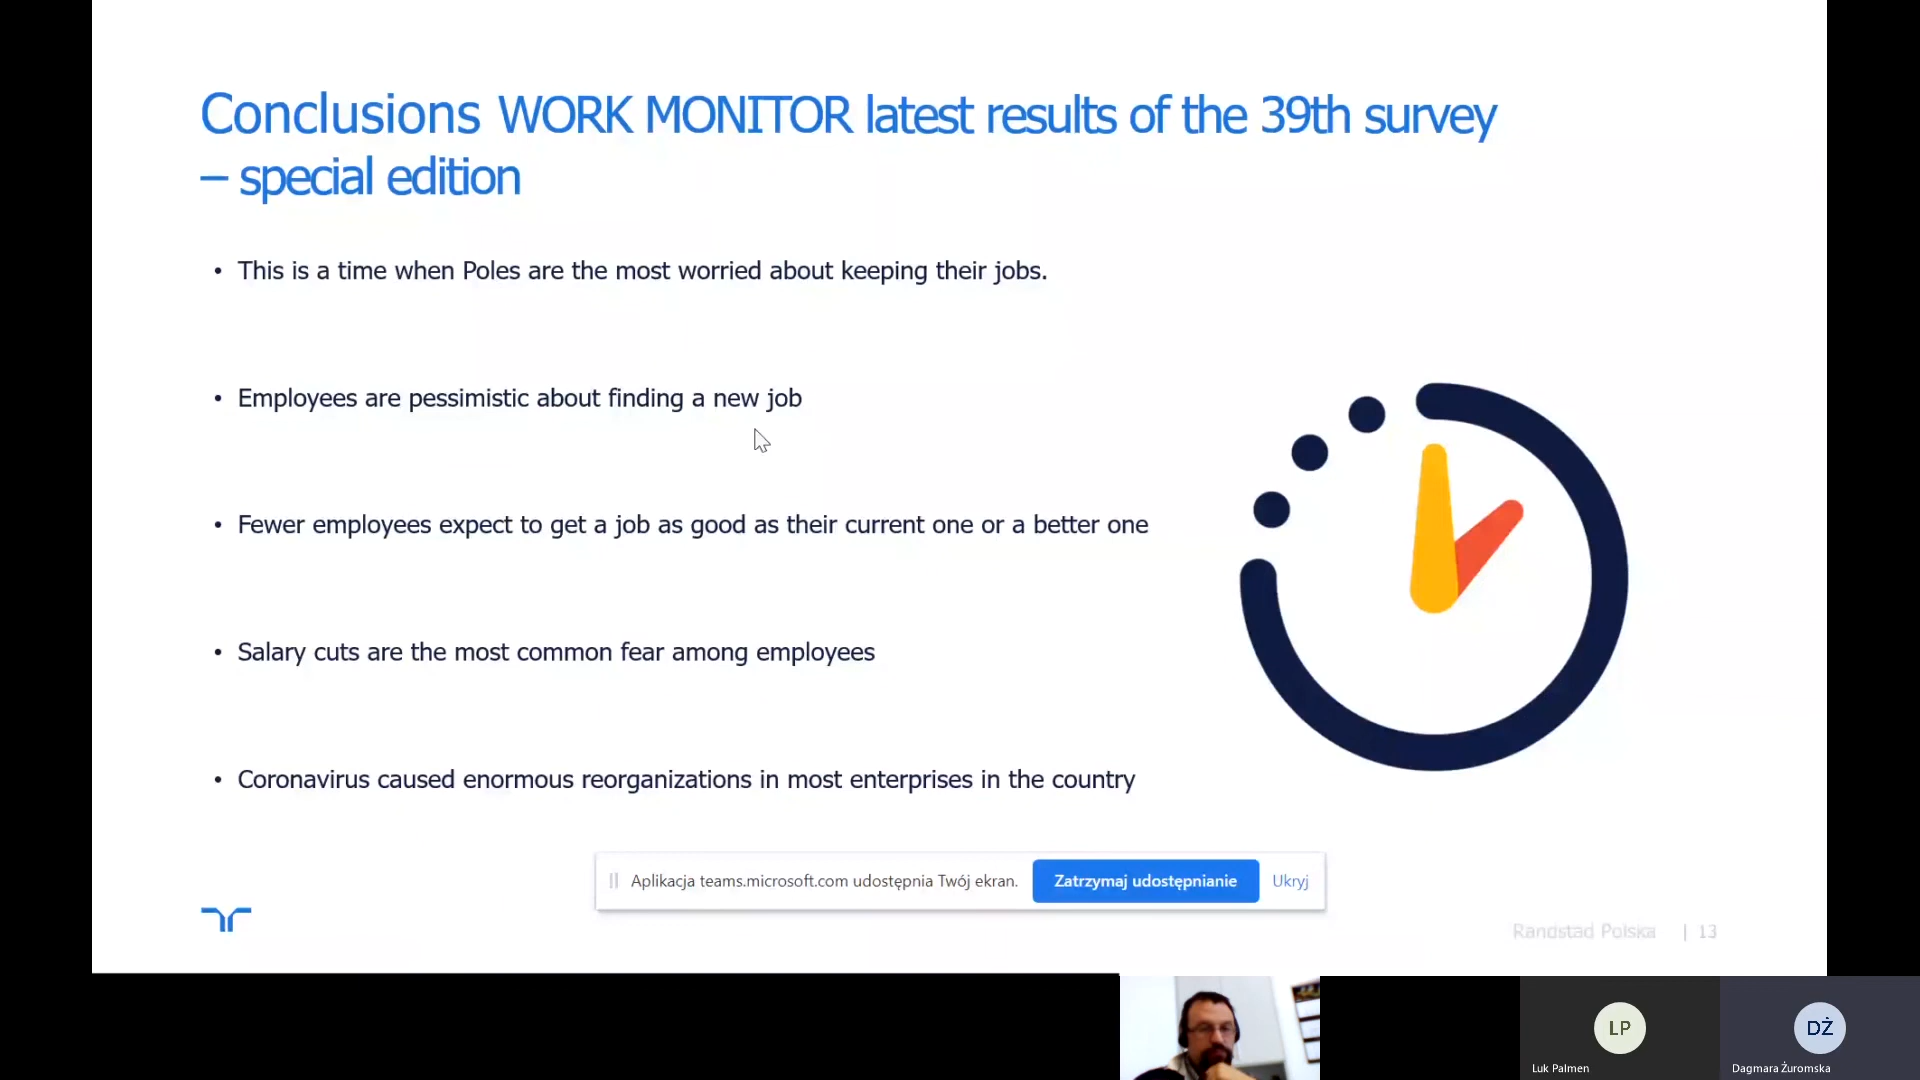 Conclusions WORK MONITOR latest results of the 39th survey
– special edition
• This is a time when Poles are the most worried about keeping their jobs.
• Employees are pessimistic about finding a new job
• Fewer employees expect to get a job as good as their current one or a better one
• Salary cuts are the most common fear among employees
• Coronavirus caused enormous reorganizations in most enterprises in the country
Aplikacja teams.microsoft.com udostępnia Twój ekran. Zatrzymaj udostępnianie Ukryj
Randstad Polska | 13
LP
Luk Palmen
DŻ
Dagmara Żuromska